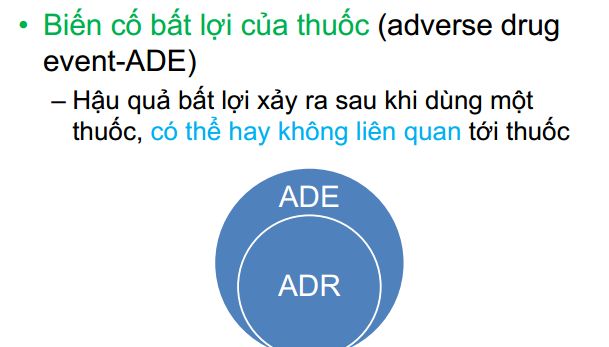 • Biến cố bất lợi của thuốc (adverse drug
event-ADE)
– Hậu quả bất lợi xảy ra sau khi dùng một
thuốc, có thể hay không liên quan tới thuốc
ADE
ADR